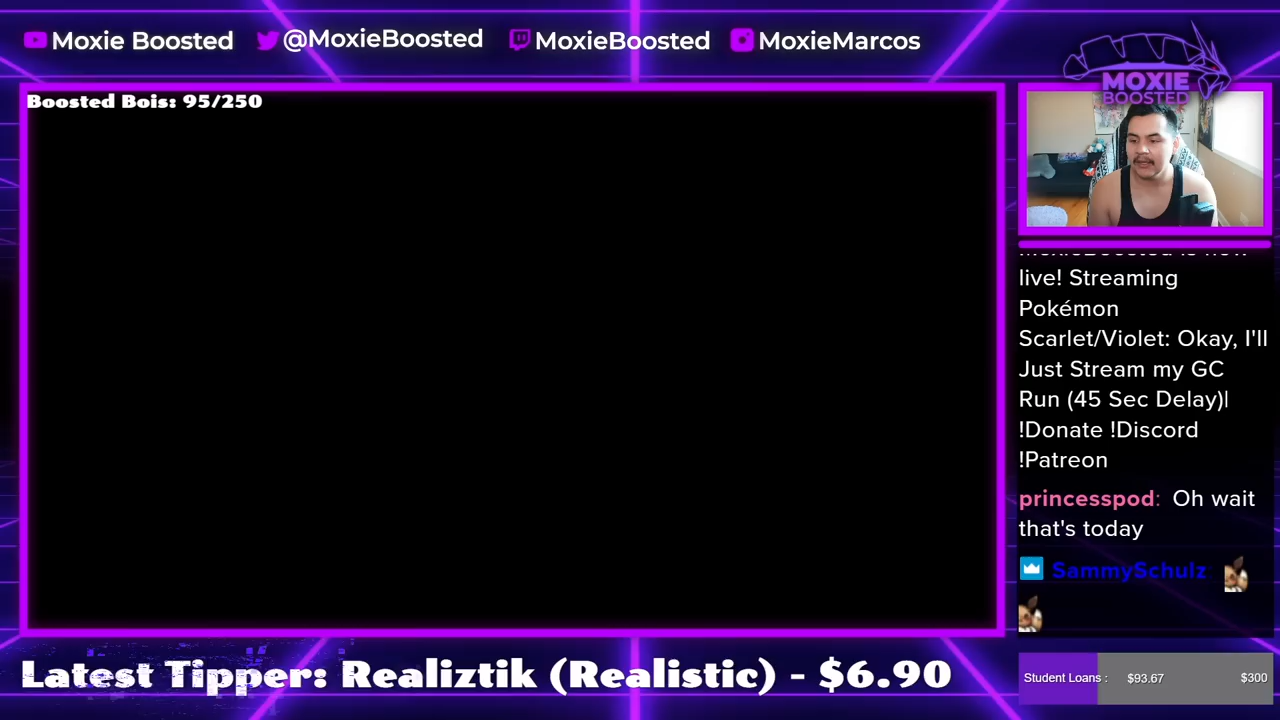 Moxie Boosted
@MoxieBoosted
MoxieBoosted
MoxieMarcos
MOXIE
BOOSTED
Boosted Bois: 95/250
live! Streaming
Pokémon
Scarlet/Violet: Okay, I'll
Just Stream my GC
Run (45 Sec Delay)|
!Donate !Discord
!Patreon
princesspod: Oh wait
that's today
SammySchulz
Latest Tipper: Realiztik (Realistic) - $6.90
Student Loans : $93.67 $300